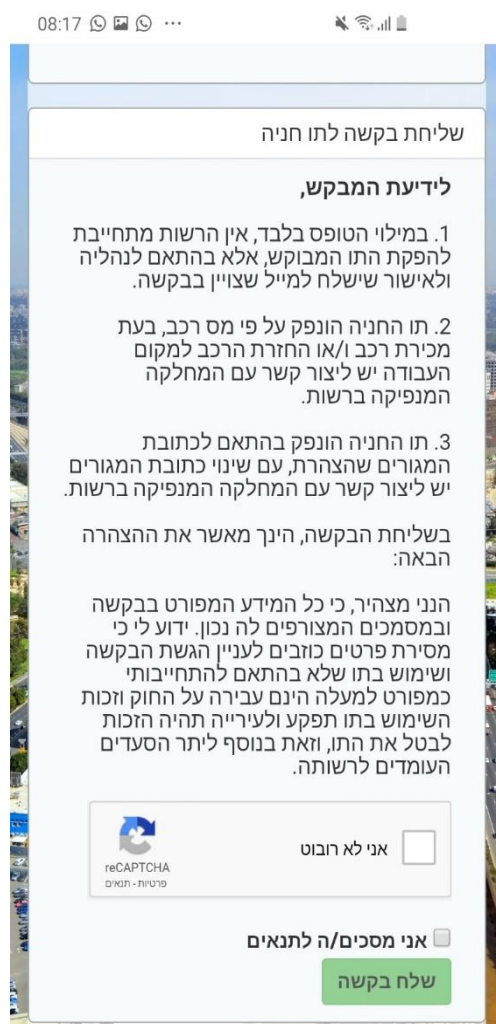 08:17 ...
שליחת בקשה לתו חניה
לידיעת המבקש,
1. במילוי הטופס בלבד, אין הרשות מתחייבת
להפקת התו המבוקש, אלא בהתאם לנהליה
ולאישור שישלח למייל שצויין בבקשה.
2. תו החניה הונפק על פי מס רכב, בעת
מכירת רכב ו/או החזרת הרכב למקום
העבודה יש ליצור קשר עם המחלקה
המנפיקה ברשות.
3. תו החניה הונפק בהתאם לכתובת
המגורים שהצהרת, עם שינוי כתובת המגורים
יש ליצור קשר עם המחלקה המנפיקה ברשות.
בשליחת הבקשה, הינך מאשר את ההצהרה
הבאה:
הנני מצהיר, כי כל המידע המפורט בבקשה
ובמסמכים המצורפים לה נכון. ידוע לי כי
מסירת פרטים כוזבים לעניין הגשת הבקשה
ושימוש בתו שלא בהתאם להתחייבותי
כמפורט למעלה הינם עבירה על החוק וזכות
השימוש בתו תפקע ולעירייה תהיה הזכות
לבטל את התו, וזאת בנוסף ליתר הסעדים
העומדים לרשותה.
אני לא רובוט
reCAPTCHA
פרטיות - תנאים
אני מסכים/ה לתנאים
שלח בקשה